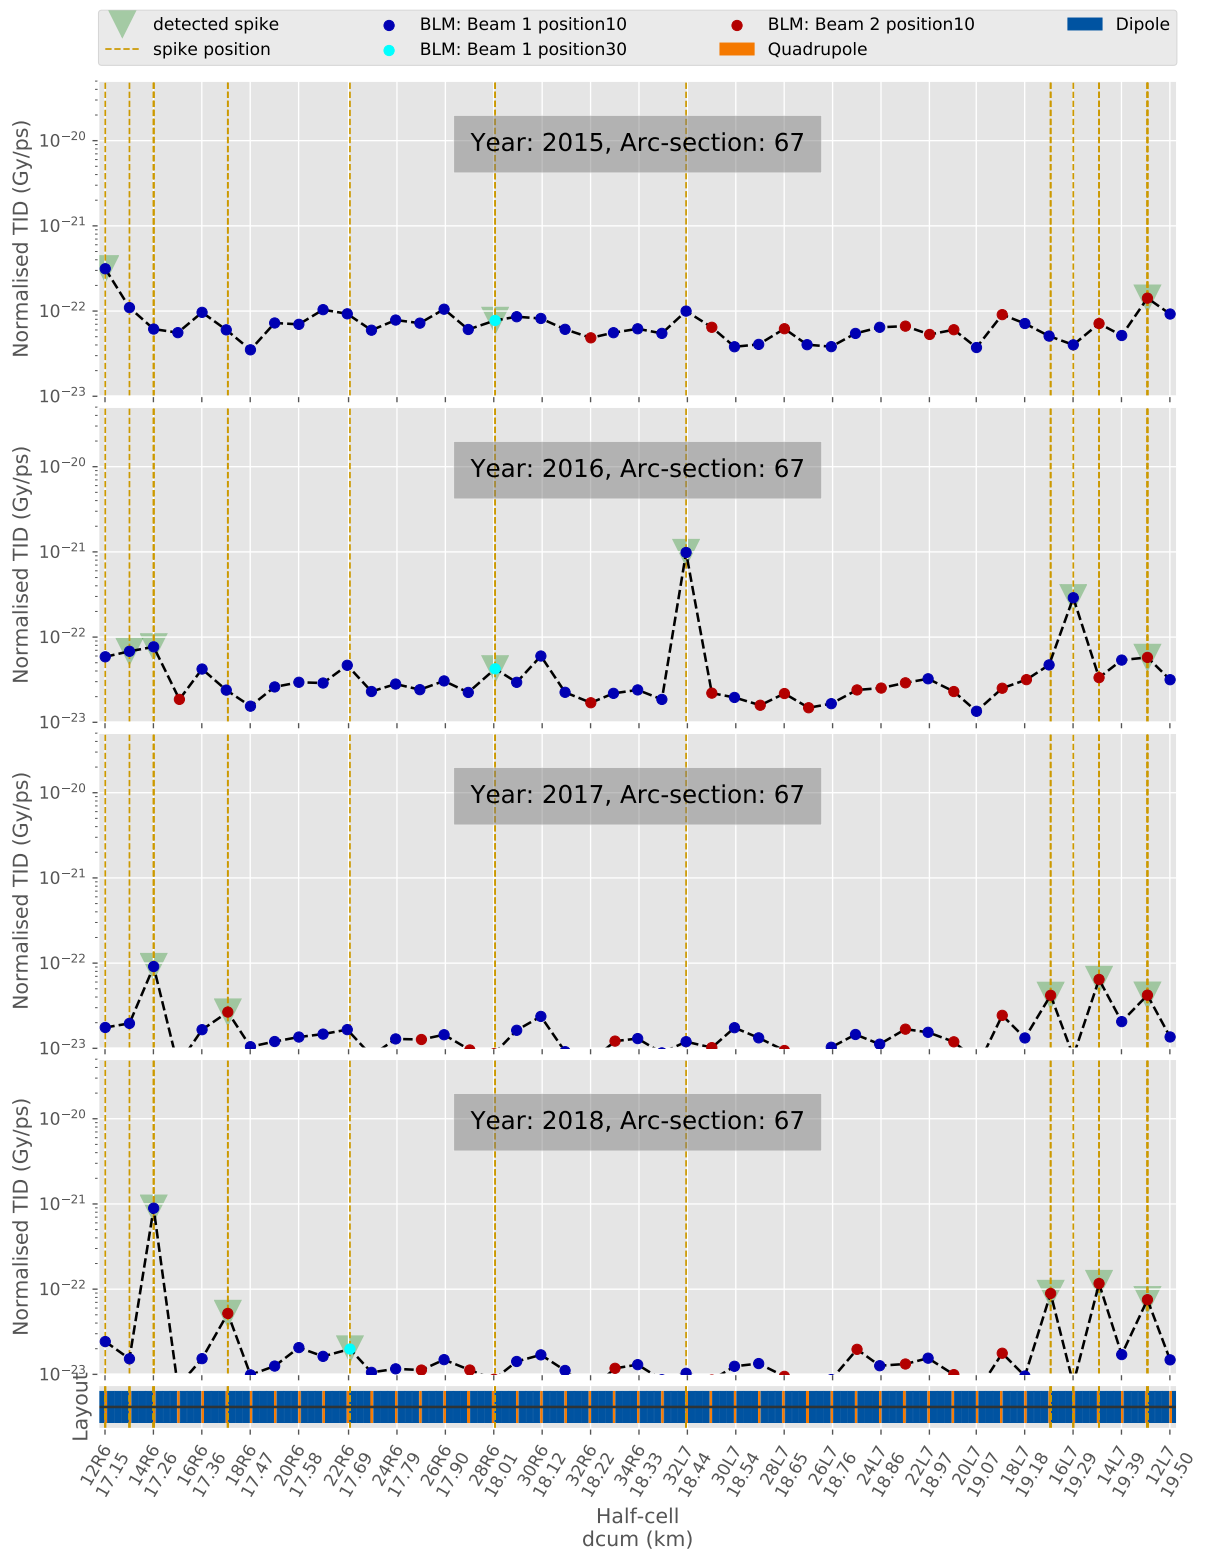 detected spike
BLM: Beam 1 position10
BLM: Beam 2 position10
Dipole
spike position
BLM: Beam 1 position30
Quadrupole
Year: 2015, Arc-section: 67
Normalised TID (Gy/ps)
10⁻²⁰
10⁻²¹
10⁻²²
10⁻²³
Year: 2016, Arc-section: 67
Normalised TID (Gy/ps)
10⁻²⁰
10⁻²¹
10⁻²²
10⁻²³
Year: 2017, Arc-section: 67
Normalised TID (Gy/ps)
10⁻²⁰
10⁻²¹
10⁻²²
10⁻²³
Year: 2018, Arc-section: 67
Normalised TID (Gy/ps)
10⁻²⁰
10⁻²¹
10⁻²²
10⁻²³
Layout
12R6
17.15
14R6
17.26
16R6
17.36
18R6
17.47
20R6
17.58
22R6
17.69
24R6
17.79
26R6
17.90
28R6
18.01
30R6
18.12
32R6
18.22
34R6
18.33
32L7
18.44
30L7
18.54
28L7
18.65
26L7
18.76
24L7
18.86
22L7
18.97
20L7
19.07
18L7
19.18
16L7
19.29
14L7
19.39
12L7
19.50
Half-cell
dcum (km)